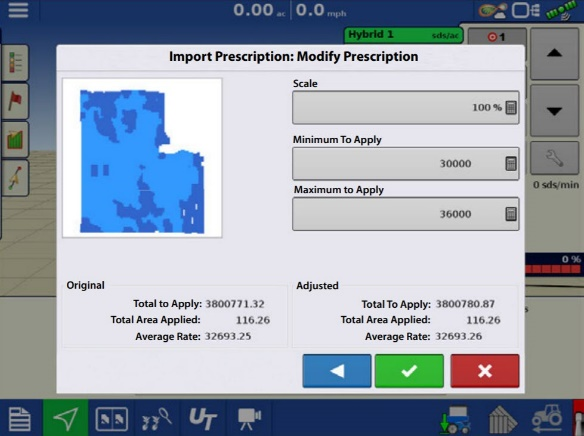 0.00 ac 0.0 mph
Hybrid 1 sds/ac 1
Import Prescription: Modify Prescription
Scale
100 %
Minimum To Apply
30000
Maximum to Apply
36000
0 sds/min
0 %
Original
Total to Apply: 3800771.32
Total Area Applied: 116.26
Average Rate: 32693.25
Adjusted
Total To Apply: 3800780.87
Total Area Applied: 116.26
Average Rate: 32693.26
s
UT